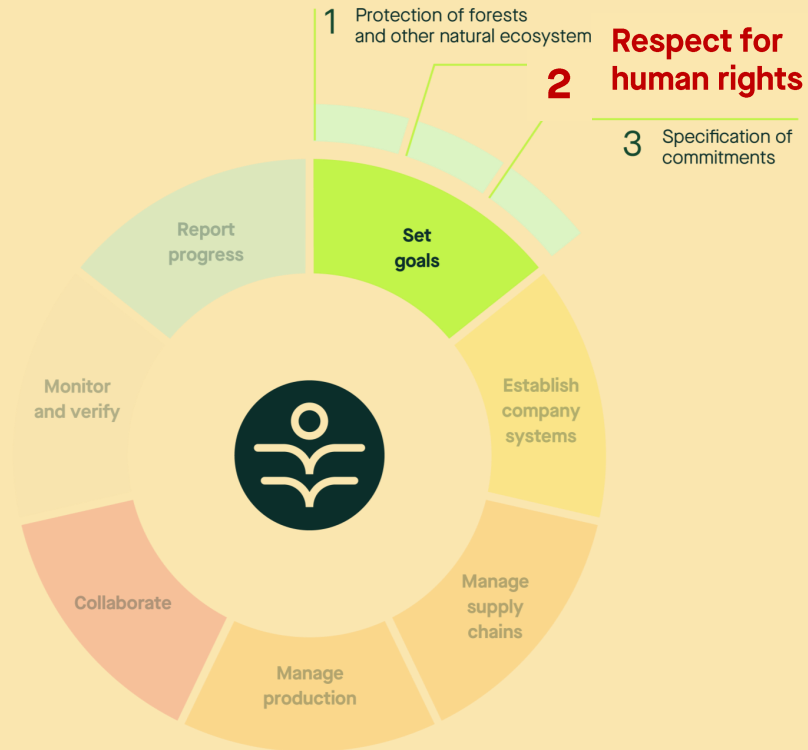 1 Protection of forests
and other natural ecosystem
2 Respect for
human rights
3 Specification of
commitments
Set
goals
Establish
company
systems
Manage
supply
chains
Manage
production
Collaborate
Monitor
and verify
Report
progress